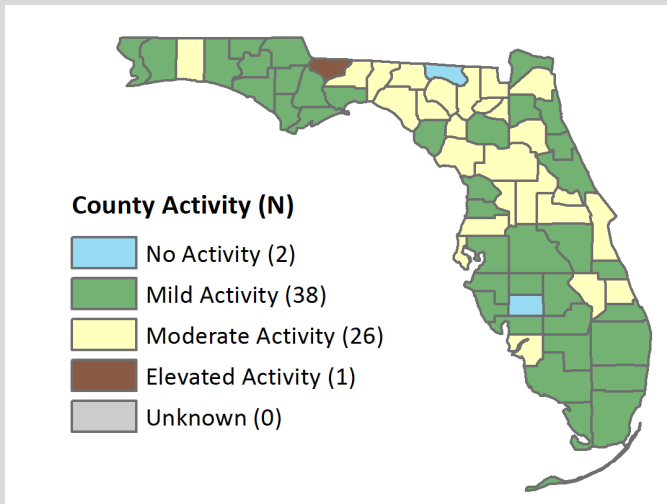 County Activity (N)
No Activity (2)
Mild Activity (38)
Moderate Activity (26)
Elevated Activity (1)
Unknown (0)